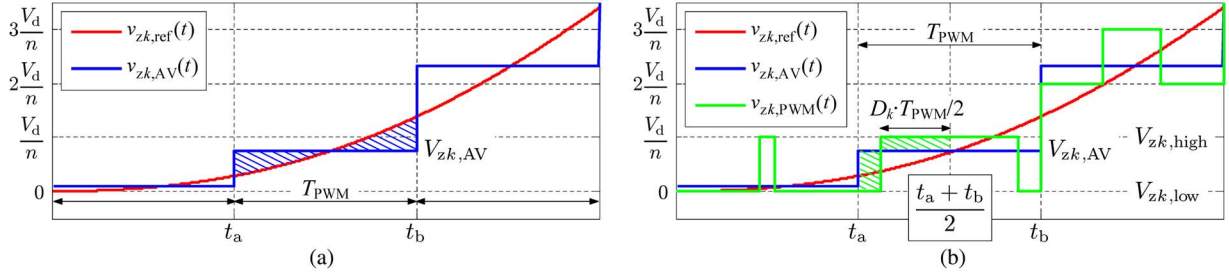 3 V_d/n
2 V_d/n
V_d/n
0
v_zk,ref(t)
v_zk,AV(t)
V_zk,AV
T_PWM
t_a
t_b
(a)
3 V_d/n
2 V_d/n
V_d/n
0
v_zk,ref(t)
v_zk,AV(t)
v_zk,PWM(t)
T_PWM
D_k·T_PWM/2
V_zk,high
V_zk,AV
V_zk,low
(t_a + t_b)/2
t_a
t_b
(b)